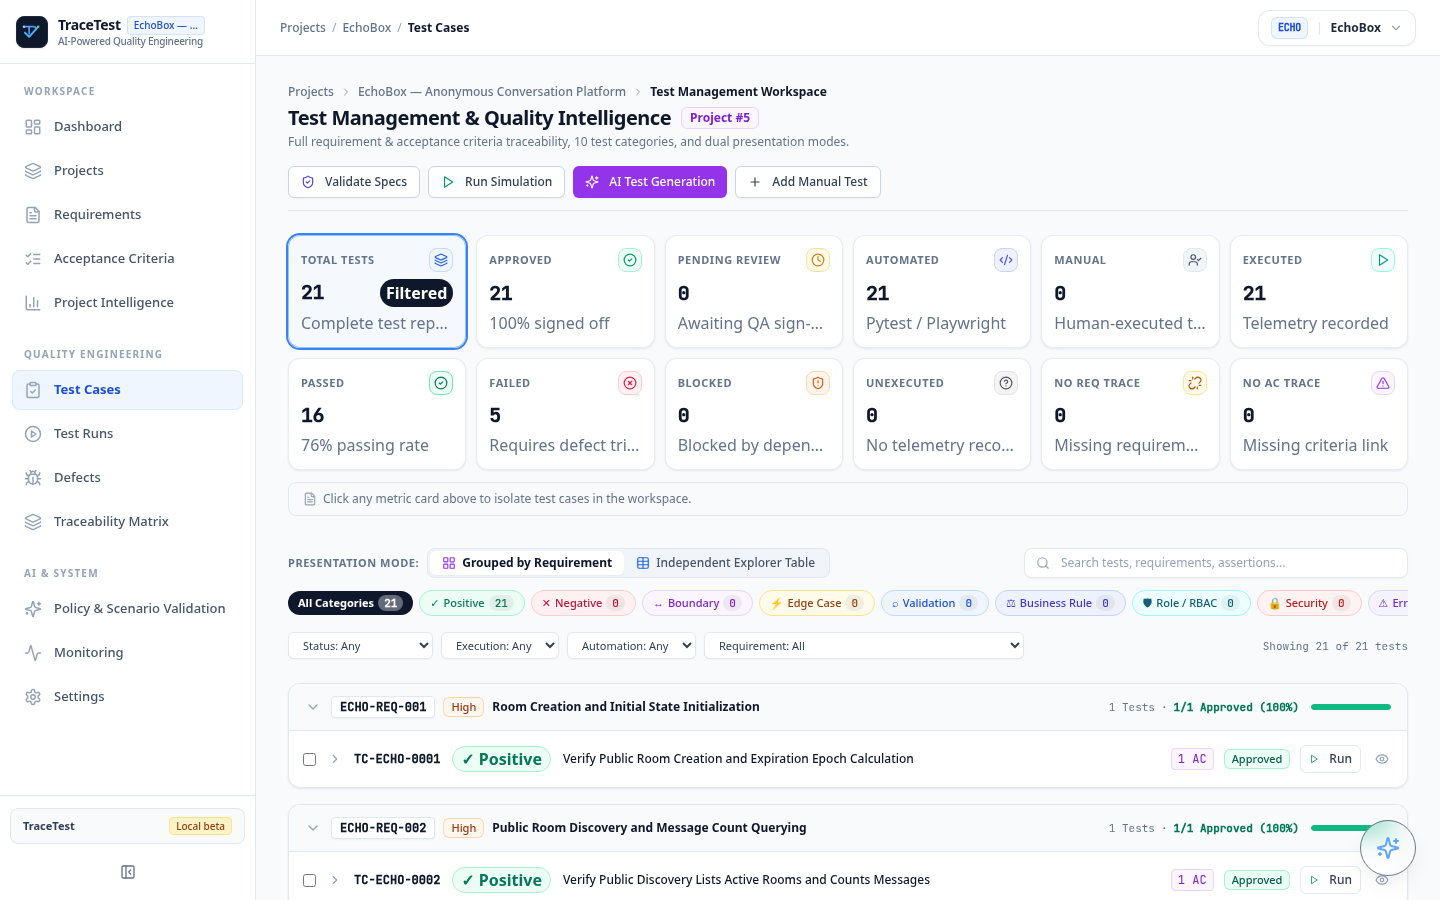 TraceTest EchoBox — ...
AI-Powered Quality Engineering
WORKSPACE
Dashboard
Projects
Requirements
Acceptance Criteria
Project Intelligence
QUALITY ENGINEERING
Test Cases
Test Runs
Defects
Traceability Matrix
AI & SYSTEM
Policy & Scenario Validation
Monitoring
Settings
TraceTest Local beta
Projects / EchoBox / Test Cases
ECHO EchoBox
Projects > EchoBox — Anonymous Conversation Platform > Test Management Workspace
Test Management & Quality Intelligence Project #5
Full requirement & acceptance criteria traceability, 10 test categories, and dual presentation modes.
Validate Specs Run Simulation AI Test Generation Add Manual Test
TOTAL TESTS
21 Filtered
Complete test rep...
APPROVED
21
100% signed off
PENDING REVIEW
0
Awaiting QA sign-...
AUTOMATED
21
Pytest / Playwright
MANUAL
0
Human-executed t...
EXECUTED
21
Telemetry recorded
PASSED
16
76% passing rate
FAILED
5
Requires defect tri...
BLOCKED
0
Blocked by depen...
UNEXECUTED
0
No telemetry reco...
NO REQ TRACE
0
Missing requirem...
NO AC TRACE
0
Missing criteria link
Click any metric card above to isolate test cases in the workspace.
PRESENTATION MODE: Grouped by Requirement Independent Explorer Table Search tests, requirements, assertions...
All Categories 21 ✓ Positive 21 ✕ Negative 0 ↔ Boundary 0 ⚡ Edge Case 0 ⌕ Validation 0 ⚖ Business Rule 0 🛡 Role / RBAC 0 🔒 Security 0 ⚠ Err
Status: Any Execution: Any Automation: Any Requirement: All Showing 21 of 21 tests
ECHO-REQ-001 High Room Creation and Initial State Initialization 1 Tests · 1/1 Approved (100%)
TC-ECHO-0001 ✓ Positive Verify Public Room Creation and Expiration Epoch Calculation 1 AC Approved Run
ECHO-REQ-002 High Public Room Discovery and Message Count Querying 1 Tests · 1/1 Approved (100%)
TC-ECHO-0002 ✓ Positive Verify Public Discovery Lists Active Rooms and Counts Messages 1 AC Approved Run